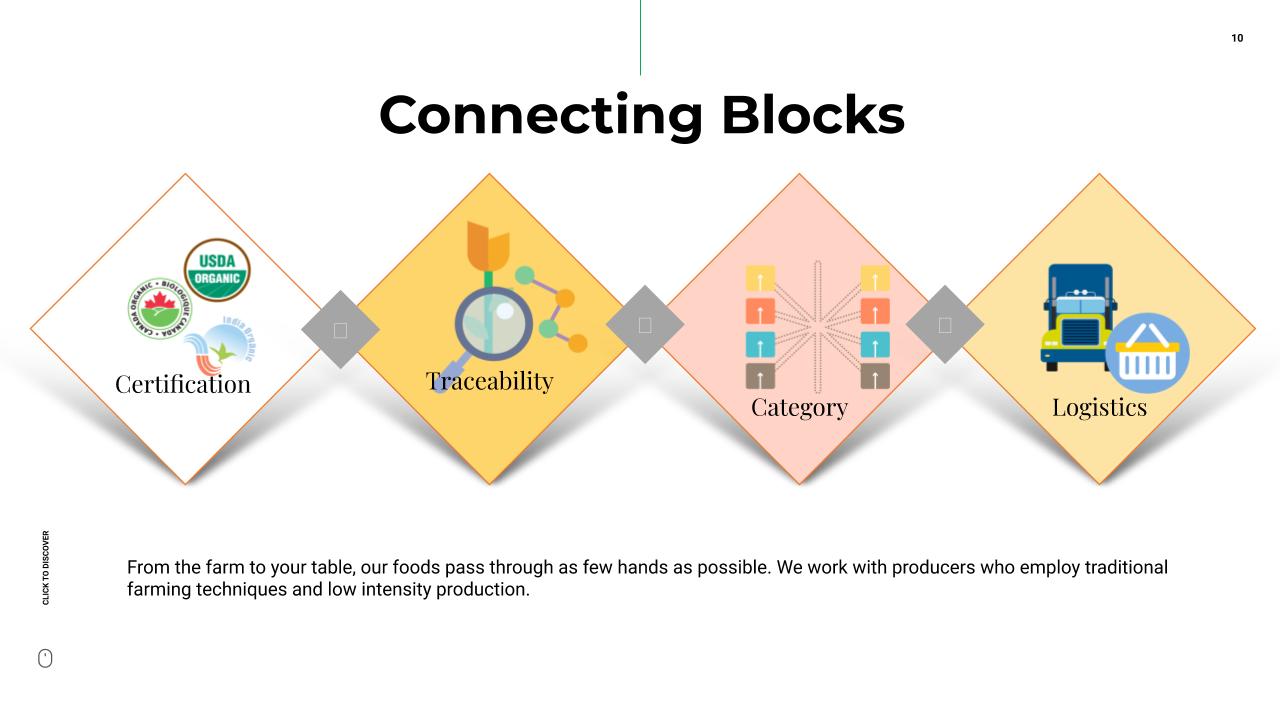 10
Connecting Blocks
USDA
ORGANIC
CANADA ORGANIC • BIOLOGIQUE CANADA •
India Organic
Certification
Traceability
Category
Logistics
CLICK TO DISCOVER
From the farm to your table, our foods pass through as few hands as possible. We work with producers who employ traditional
farming techniques and low intensity production.